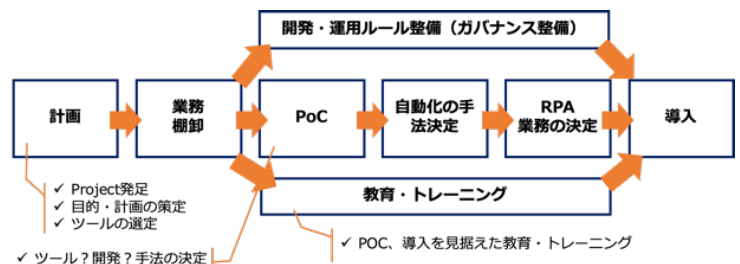 開発・運用ルール整備（ガバナンス整備）
計画
業務
棚卸
PoC
自動化の手
法決定
RPA
業務の決定
導入
教育・トレーニング
✓ Project発足
✓ 目的・計画の策定
✓ ツールの選定
✓ ツール？開発？手法の決定
✓ POC、導入を見据えた教育・トレーニング